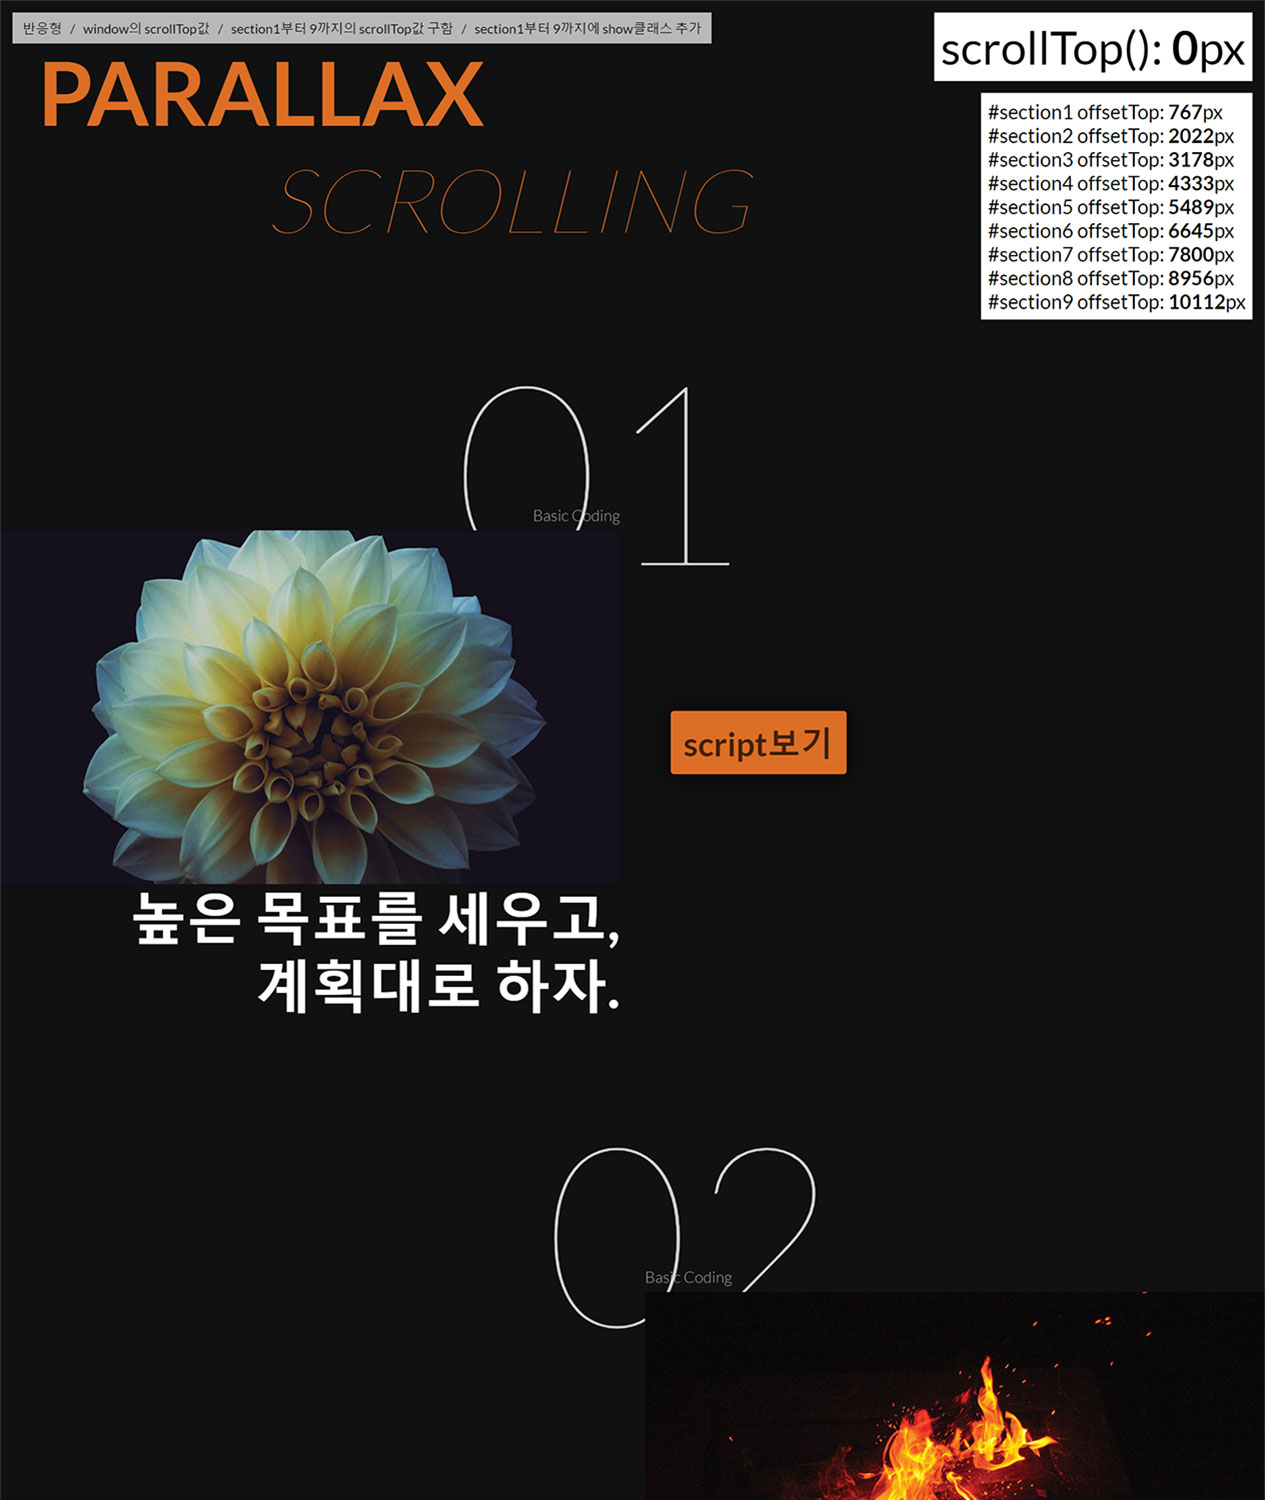 반응형 / window의 scrollTop값 / section1부터 9까지의 scrollTop값 구함 / section1부터 9까지에 show클래스 추가
scrollTop(): 0px
PARALLAX
SCROLLING
#section1 offsetTop: 767px
#section2 offsetTop: 2022px
#section3 offsetTop: 3178px
#section4 offsetTop: 4333px
#section5 offsetTop: 5489px
#section6 offsetTop: 6645px
#section7 offsetTop: 7800px
#section8 offsetTop: 8956px
#section9 offsetTop: 10112px
01
Basic Coding
script보기
높은 목표를 세우고,
계획대로 하자.
02
Basic Coding